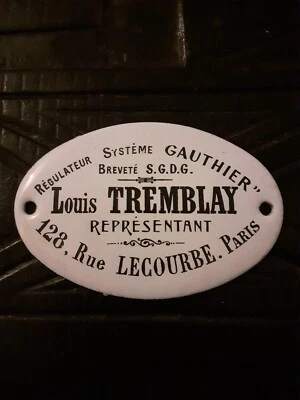 RÉGULATEUR SYSTÈME GAUTHIER"
BREVETÉ S.G.D.G.
Louis TREMBLAY
REPRÉSENTANT
128, Rue LECOURBE. PARIS